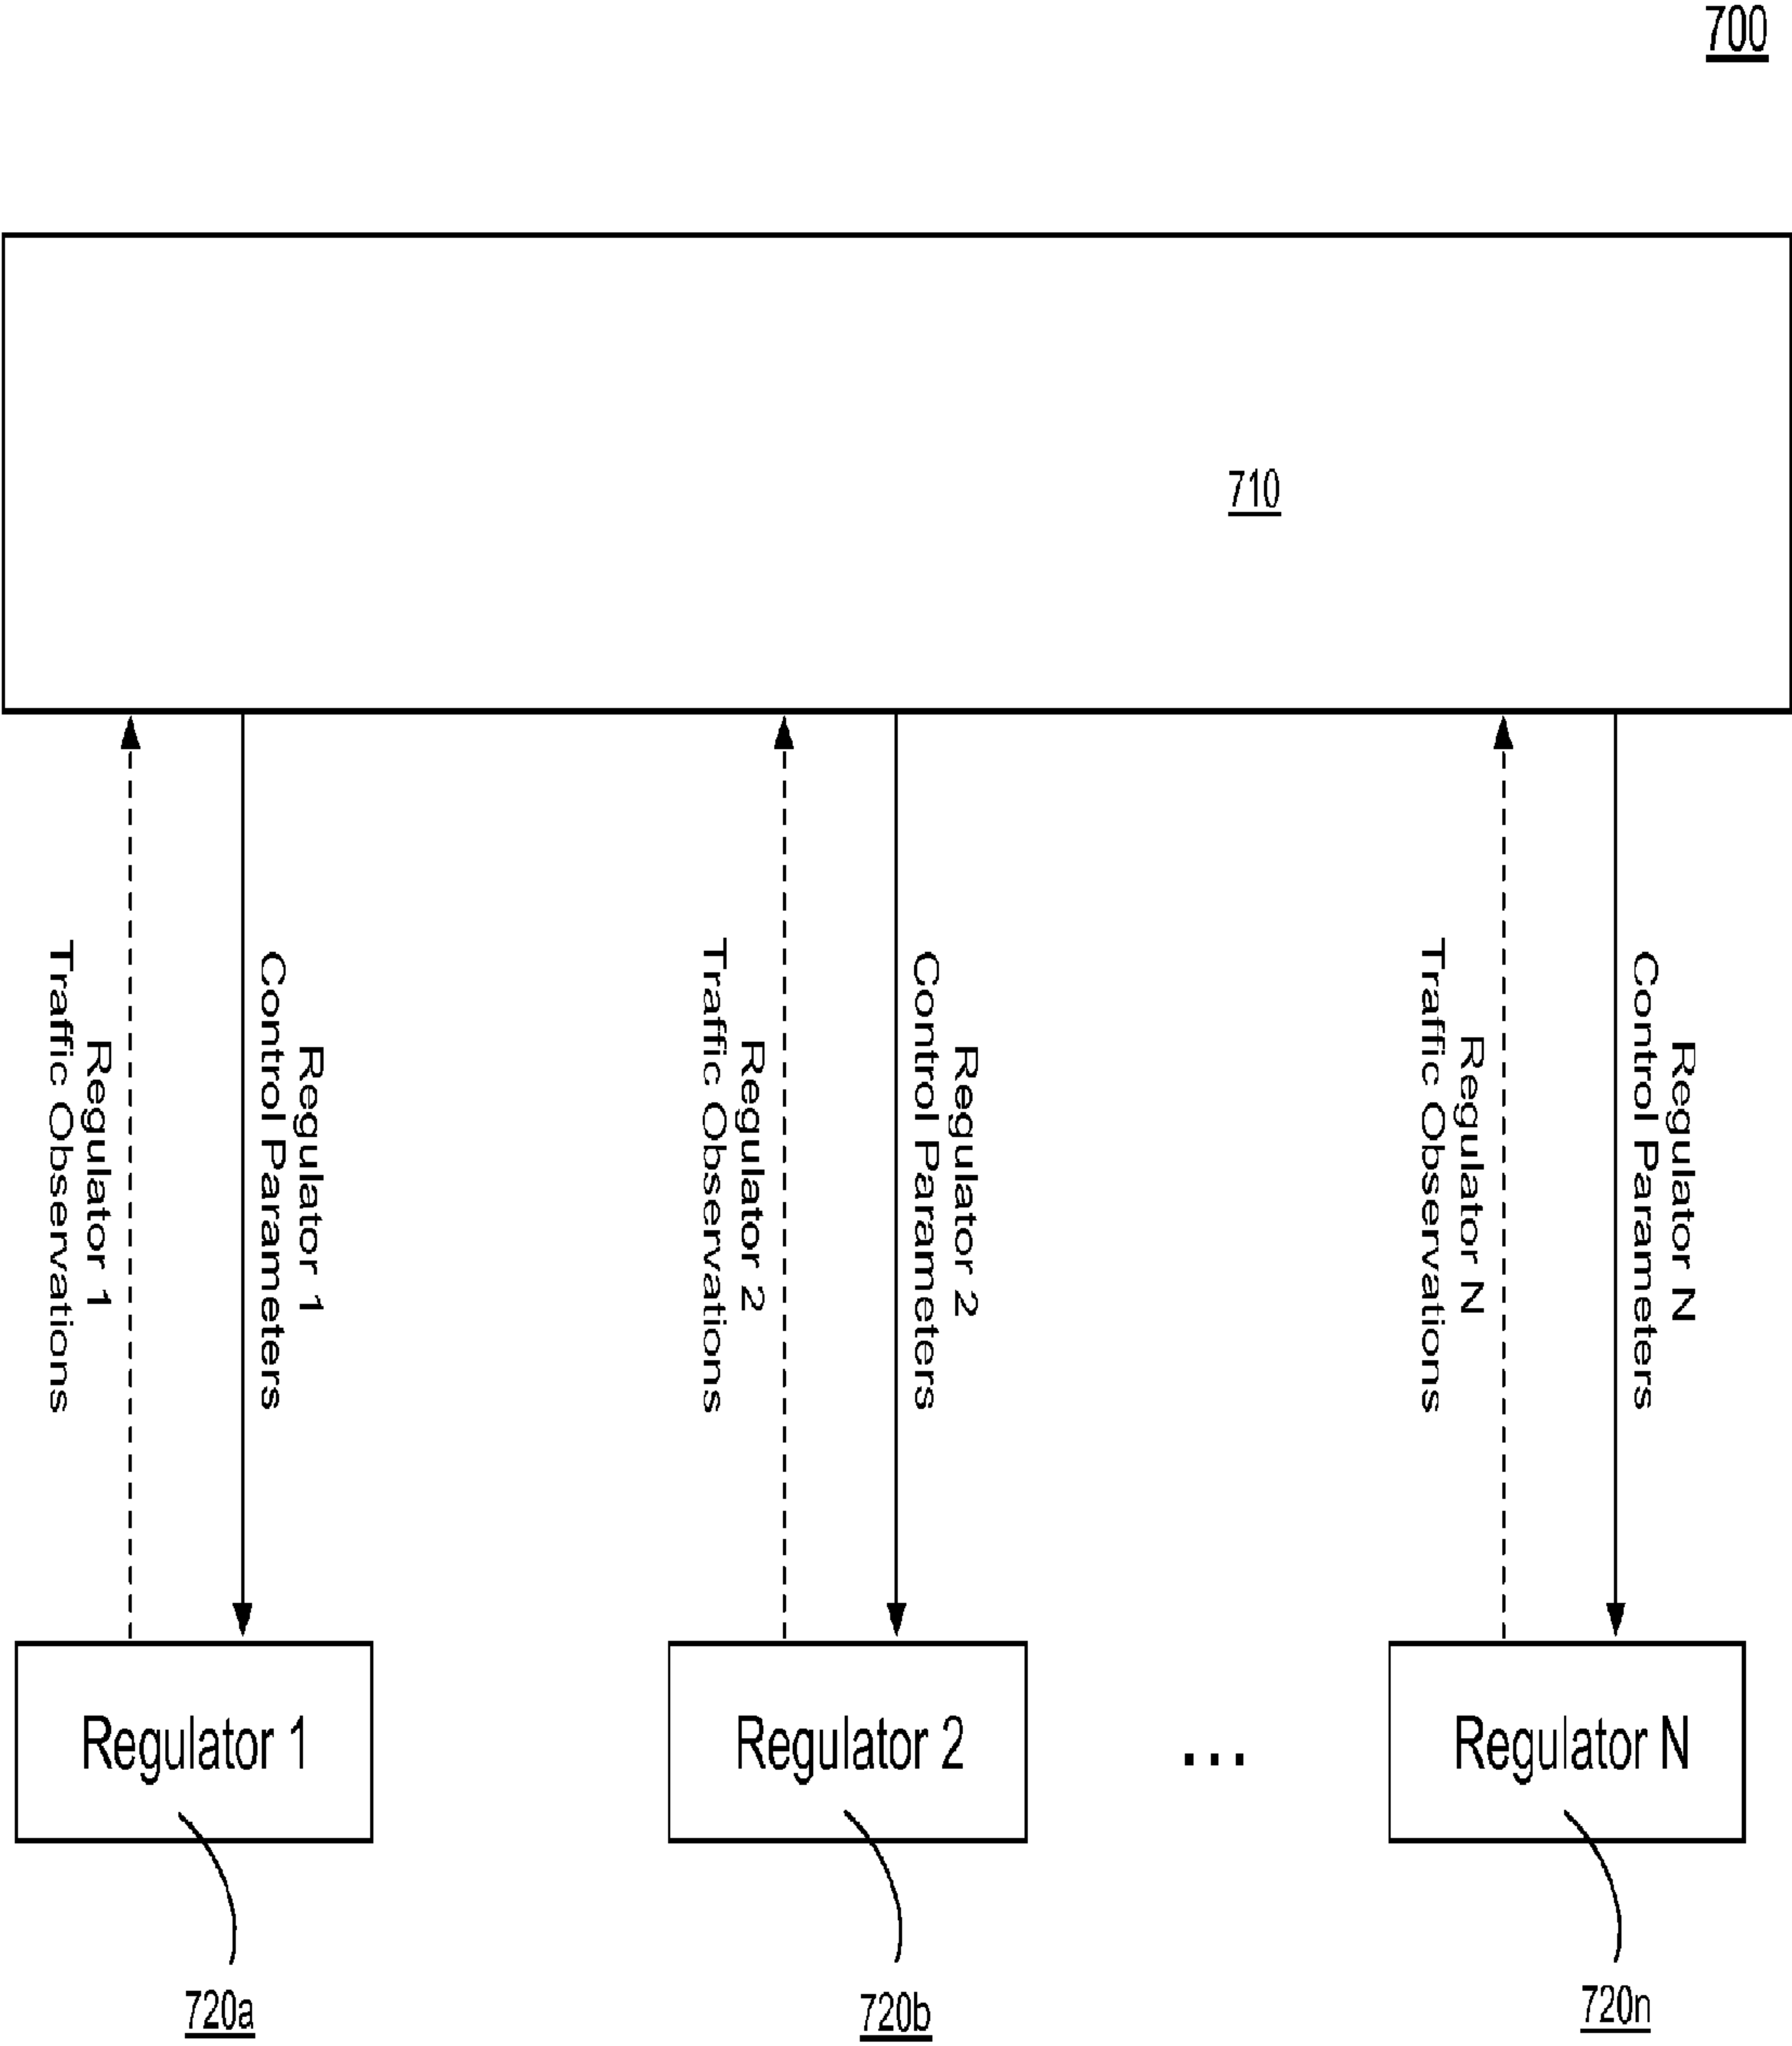 700
710
Regulator 1
Traffic Observations
Regulator 1
Control Parameters
Regulator 2
Traffic Observations
Regulator 2
Control Parameters
Regulator N
Traffic Observations
Regulator N
Control Parameters
Regulator 1
Regulator 2
...
Regulator N
720a
720b
720n